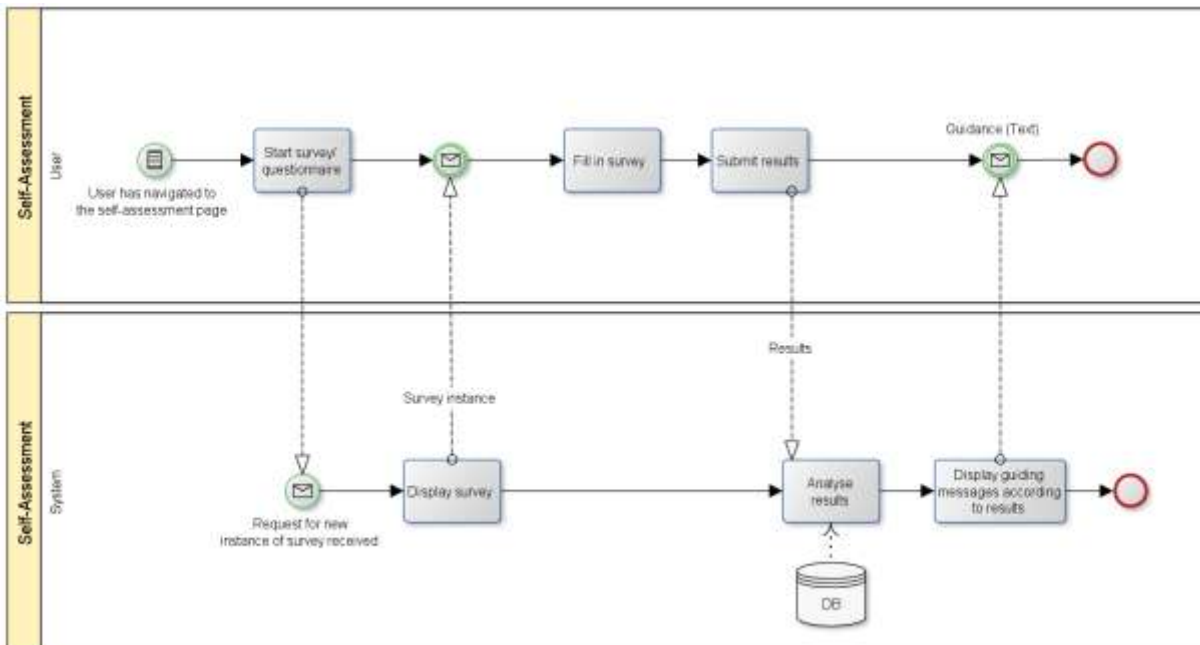 Self-Assessment
User
User has navigated to
the self-assessment page
Start survey/
questionnaire
Fill in survey
Submit results
Guidance (Text)
Results
Survey instance
Self-Assessment
System
Request for new
instance of survey received
Display survey
Analyse
results
Display guiding
messages according
to results
DB